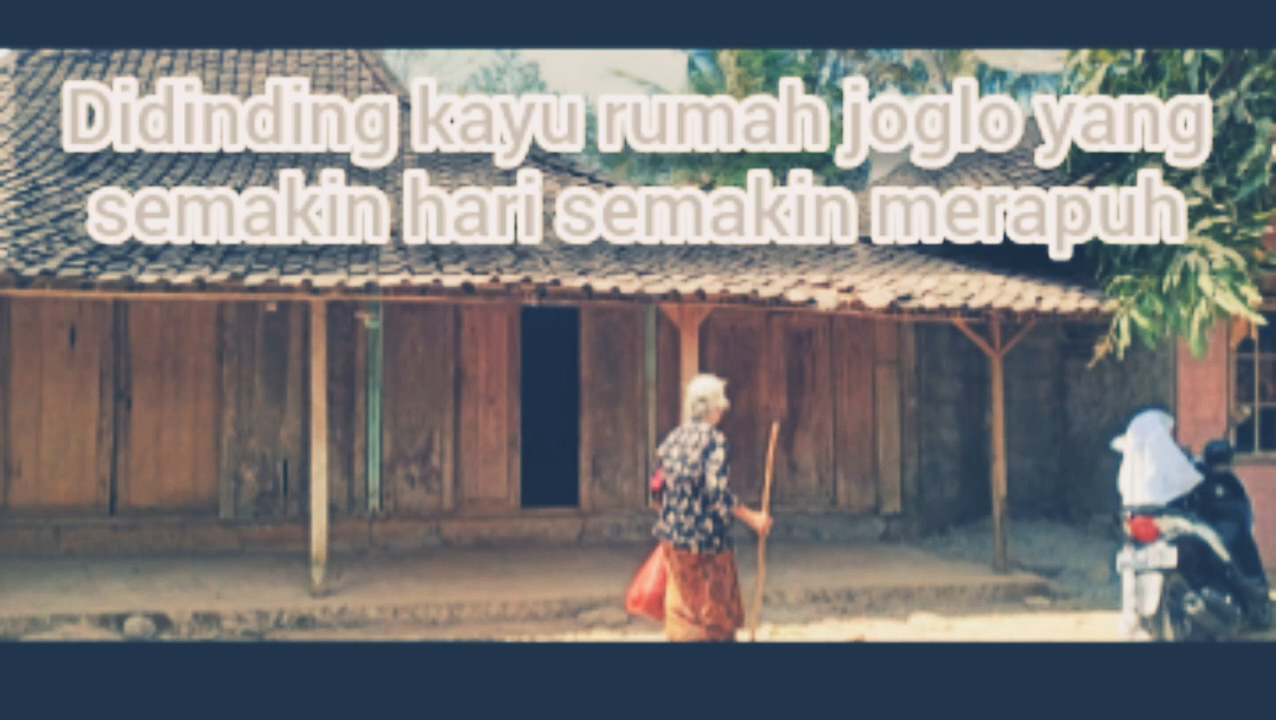 Didinding kayu rumah joglo yang
semakin hari semakin merapuh